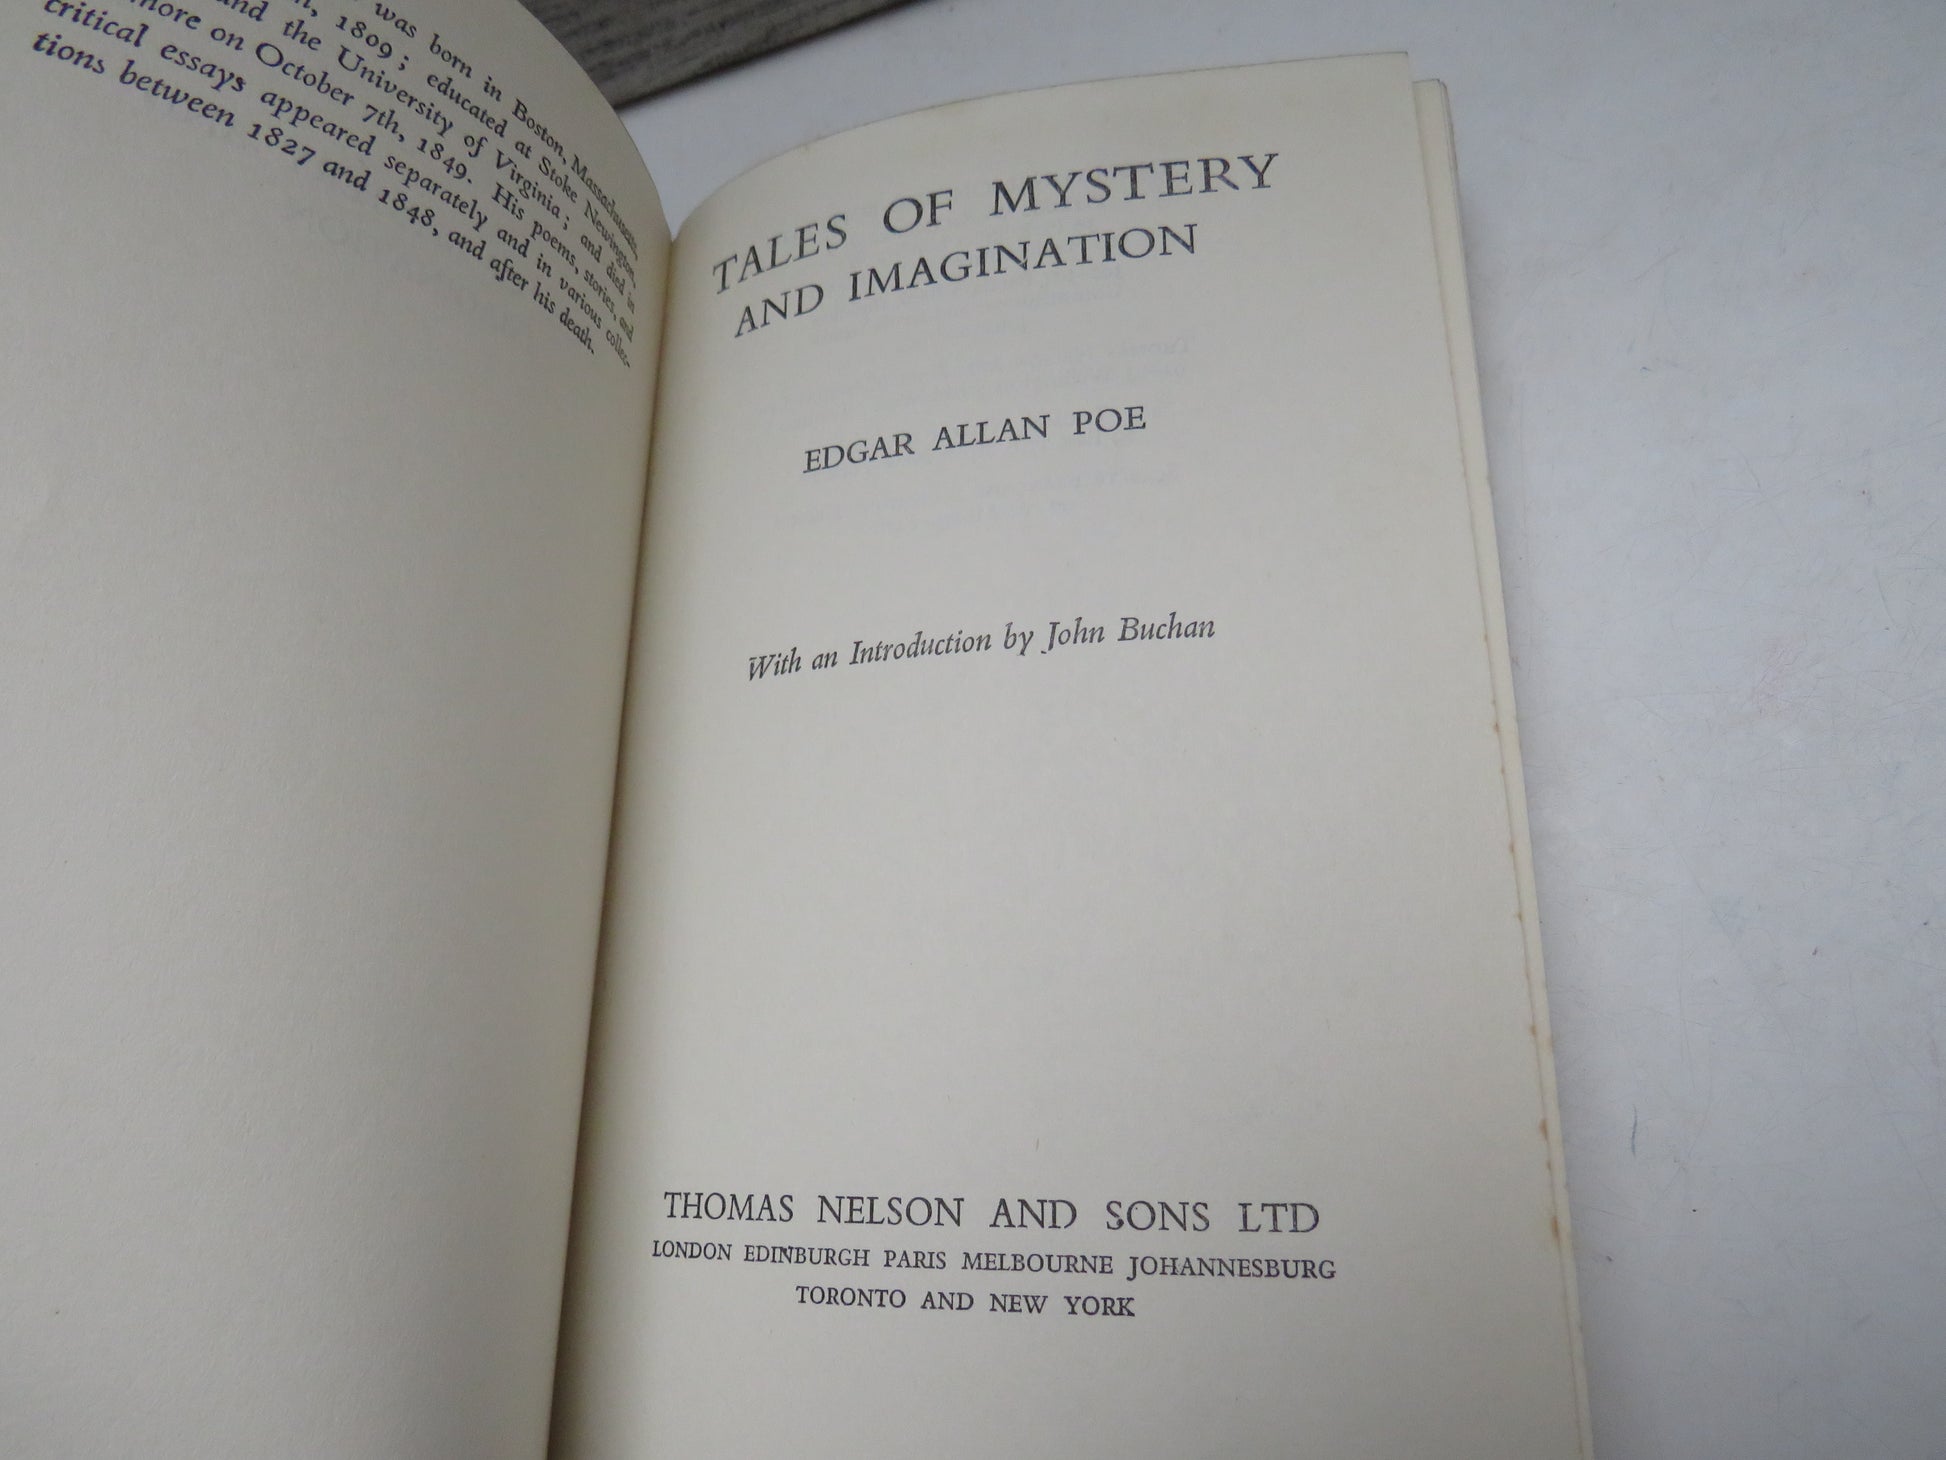 was born in Boston, Massachusetts,
1809; educated at Stoke Newington,
and the University of Virginia; and died in
more on October 7th, 1849. His poems, stories, and
critical essays appeared separately and in various collec-
tions between 1827 and 1848, and after his death.
TALES OF MYSTERY
AND IMAGINATION
EDGAR ALLAN POE
With an Introduction by John Buchan
THOMAS NELSON AND SONS LTD
LONDON EDINBURGH PARIS MELBOURNE JOHANNESBURG
TORONTO AND NEW YORK